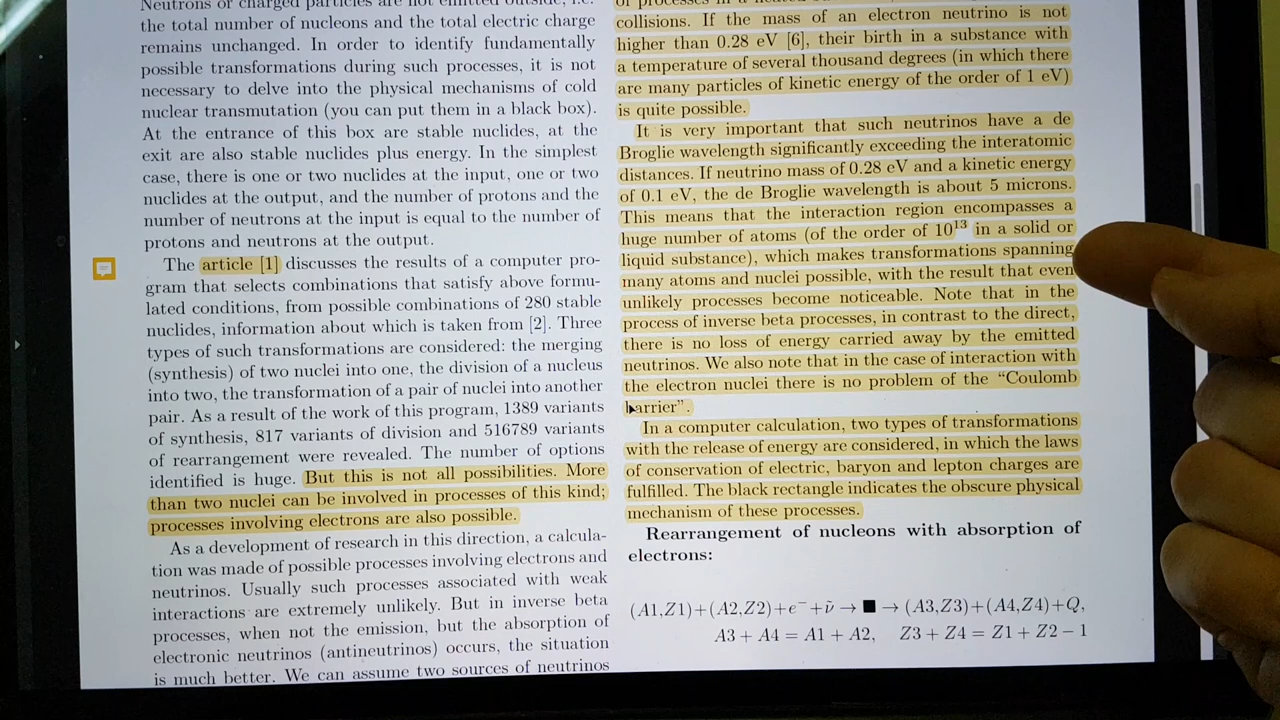 Neutrons or charged particles are not emitted outside, i.e.
the total number of nucleons and the total electric charge
remains unchanged. In order to identify fundamentally
possible transformations during such processes, it is not
necessary to delve into the physical mechanisms of cold
nuclear transmutation (you can put them in a black box).
At the entrance of this box are stable nuclides, at the
exit are also stable nuclides plus energy. In the simplest
case, there is one or two nuclides at the input, one or two
nuclides at the output, and the number of protons and the
number of neutrons at the input is equal to the number of
protons and neutrons at the output.
The article [1] discusses the results of a computer pro-
gram that selects combinations that satisfy above formu-
lated conditions, from possible combinations of 280 stable
nuclides, information about which is taken from [2]. Three
types of such transformations are considered: the merging
(synthesis) of two nuclei into one, the division of a nucleus
into two, the transformation of a pair of nuclei into another
pair. As a result of the work of this program, 1389 variants
of synthesis, 817 variants of division and 516789 variants
of rearrangement were revealed. The number of options
identified is huge. But this is not all possibilities. More
than two nuclei can be involved in processes of this kind;
processes involving electrons are also possible.
As a development of research in this direction, a calcula-
tion was made of possible processes involving electrons and
neutrinos. Usually such processes associated with weak
interactions are extremely unlikely. But in inverse beta
processes, when not the emission, but the absorption of
electronic neutrinos (antineutrinos) occurs, the situation
is much better. We can assume two sources of neutrinos
of processes in a heated
collisions. If the mass of an electron neutrino is not
higher than 0.28 eV [6], their birth in a substance with
a temperature of several thousand degrees (in which there
are many particles of kinetic energy of the order of 1 eV)
is quite possible.
It is very important that such neutrinos have a de
Broglie wavelength significantly exceeding the interatomic
distances. If neutrino mass of 0.28 eV and a kinetic energy
of 0.1 eV, the de Broglie wavelength is about 5 microns.
This means that the interaction region encompasses a
huge number of atoms (of the order of 10¹³ in a solid or
liquid substance), which makes transformations spanning
many atoms and nuclei possible, with the result that even
unlikely processes become noticeable. Note that in the
process of inverse beta processes, in contrast to the direct,
there is no loss of energy carried away by the emitted
neutrinos. We also note that in the case of interaction with
the electron nuclei there is no problem of the “Coulomb
barrier”.
In a computer calculation, two types of transformations
with the release of energy are considered, in which the laws
of conservation of electric, baryon and lepton charges are
fulfilled. The black rectangle indicates the obscure physical
mechanism of these processes.
Rearrangement of nucleons with absorption of
electrons:
(A1,Z1)+(A2,Z2)+e⁻+ν̃ → ■ → (A3,Z3)+(A4,Z4)+Q,
A3 + A4 = A1 + A2, Z3 + Z4 = Z1 + Z2 − 1